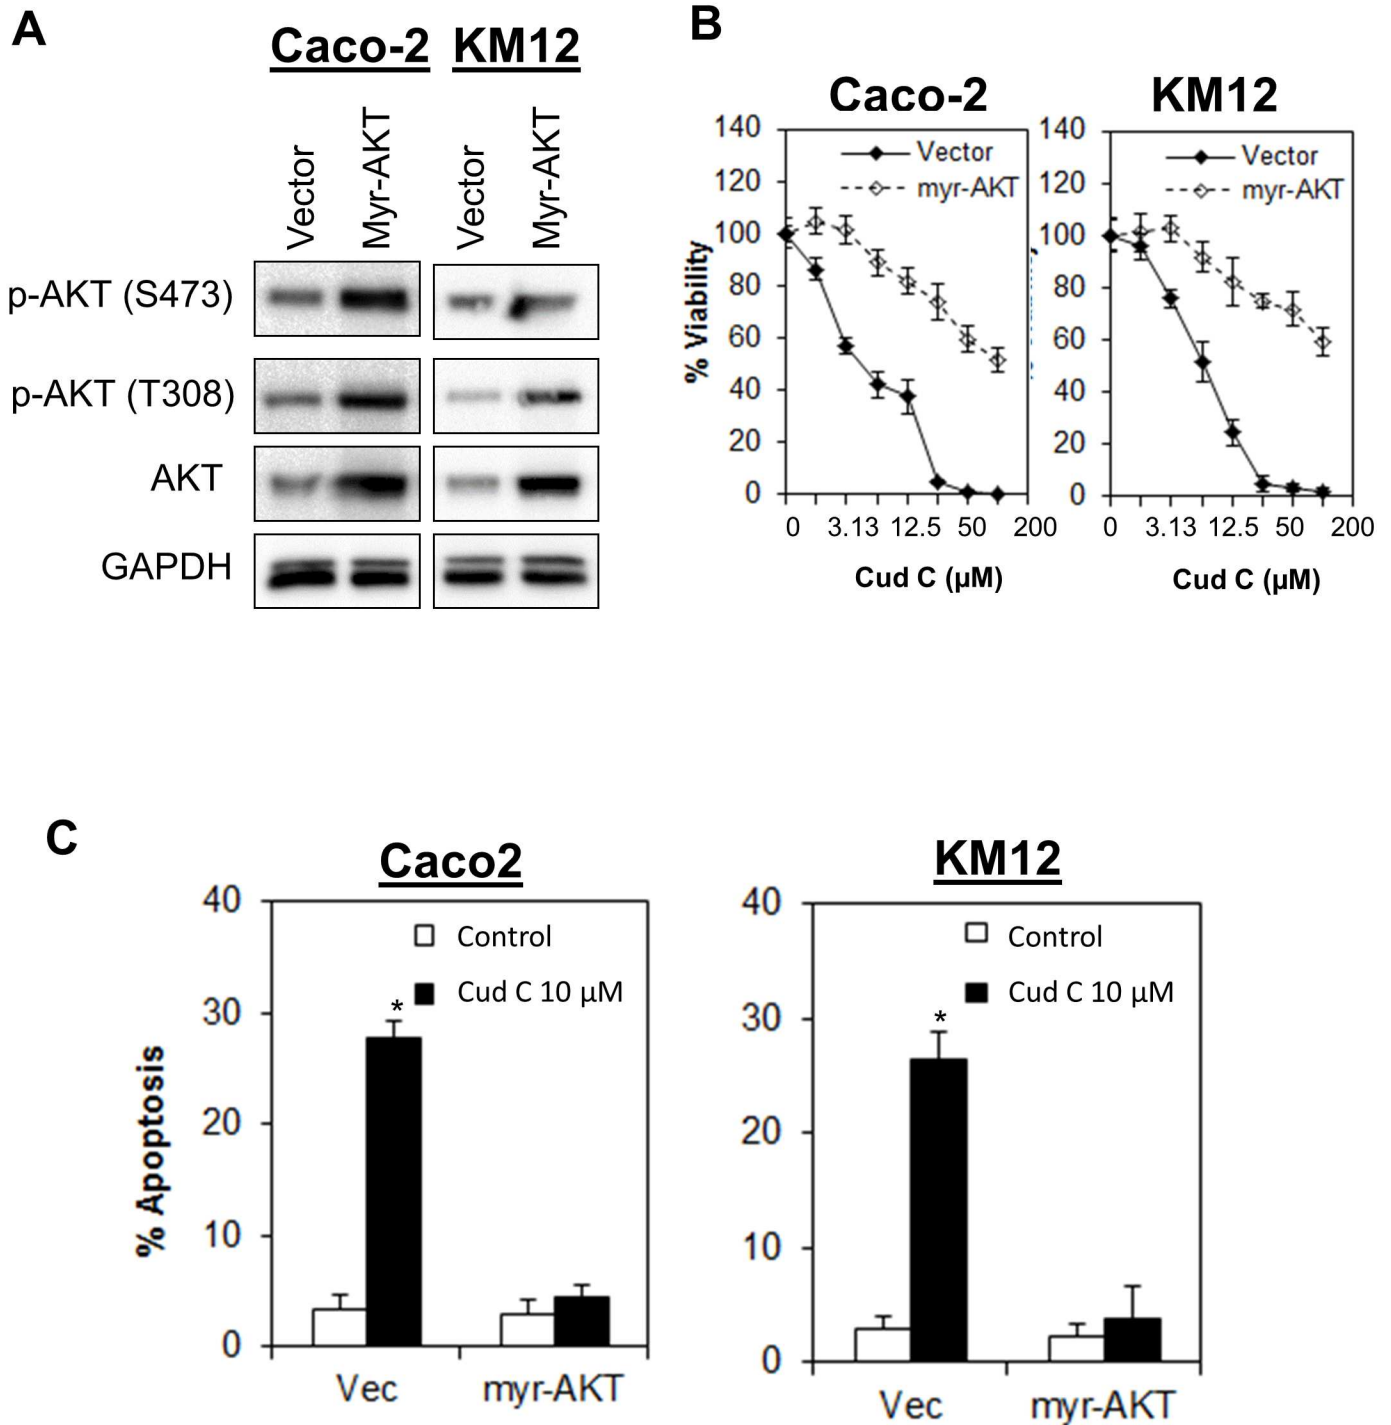 A
Caco-2 KM12
Vector Myr-AKT Vector Myr-AKT
p-AKT (S473)
p-AKT (T308)
AKT
GAPDH
B
Caco-2
140
120
100
80
60
40
20
0
% Viability
Vector
myr-AKT
0 3.13 12.5 50 200
Cud C (µM)
KM12
140
120
100
80
60
40
20
0
Vector
myr-AKT
0 3.13 12.5 50 200
Cud C (µM)
C
Caco2
40
30
20
10
0
% Apoptosis
Control
Cud C 10 µM
*
Vec myr-AKT
KM12
40
30
20
10
0
Control
Cud C 10 µM
*
Vec myr-AKT